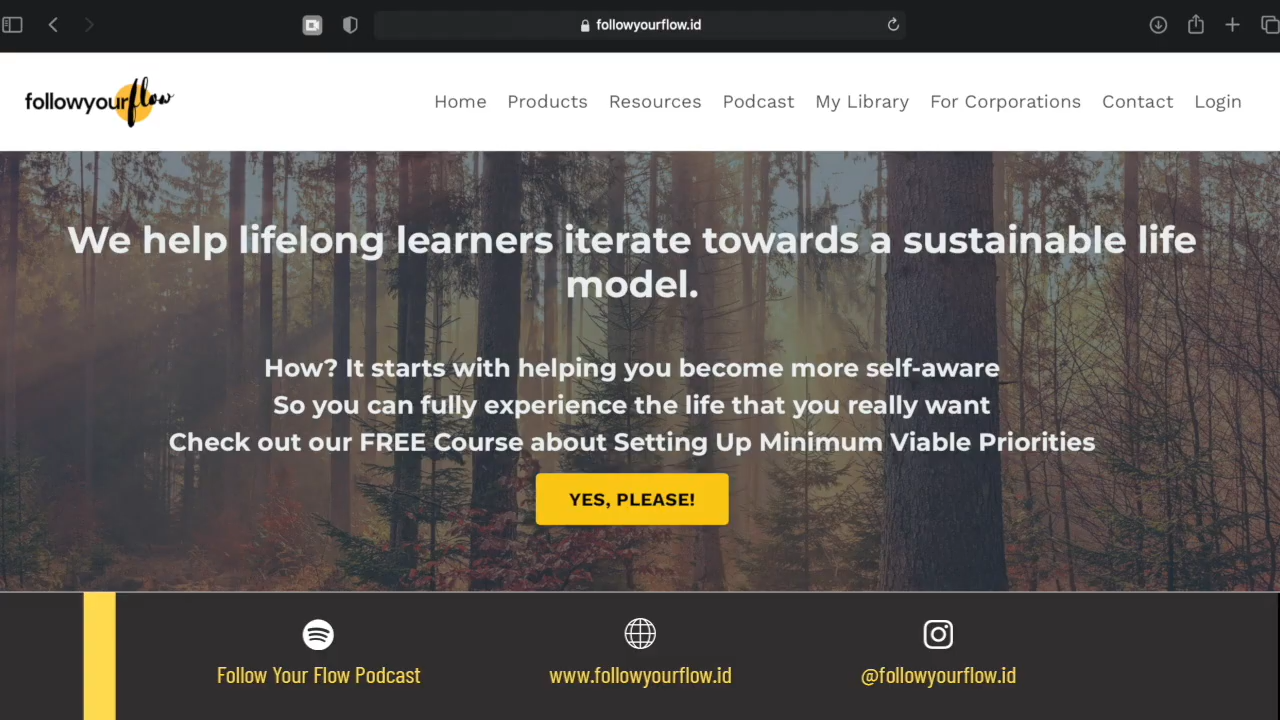 followyourflow.id
followyourflow
Home Products Resources Podcast My Library For Corporations Contact Login
We help lifelong learners iterate towards a sustainable life
model.
How? It starts with helping you become more self-aware
So you can fully experience the life that you really want
Check out our FREE Course about Setting Up Minimum Viable Priorities
YES, PLEASE!
Follow Your Flow Podcast
www.followyourflow.id
@followyourflow.id